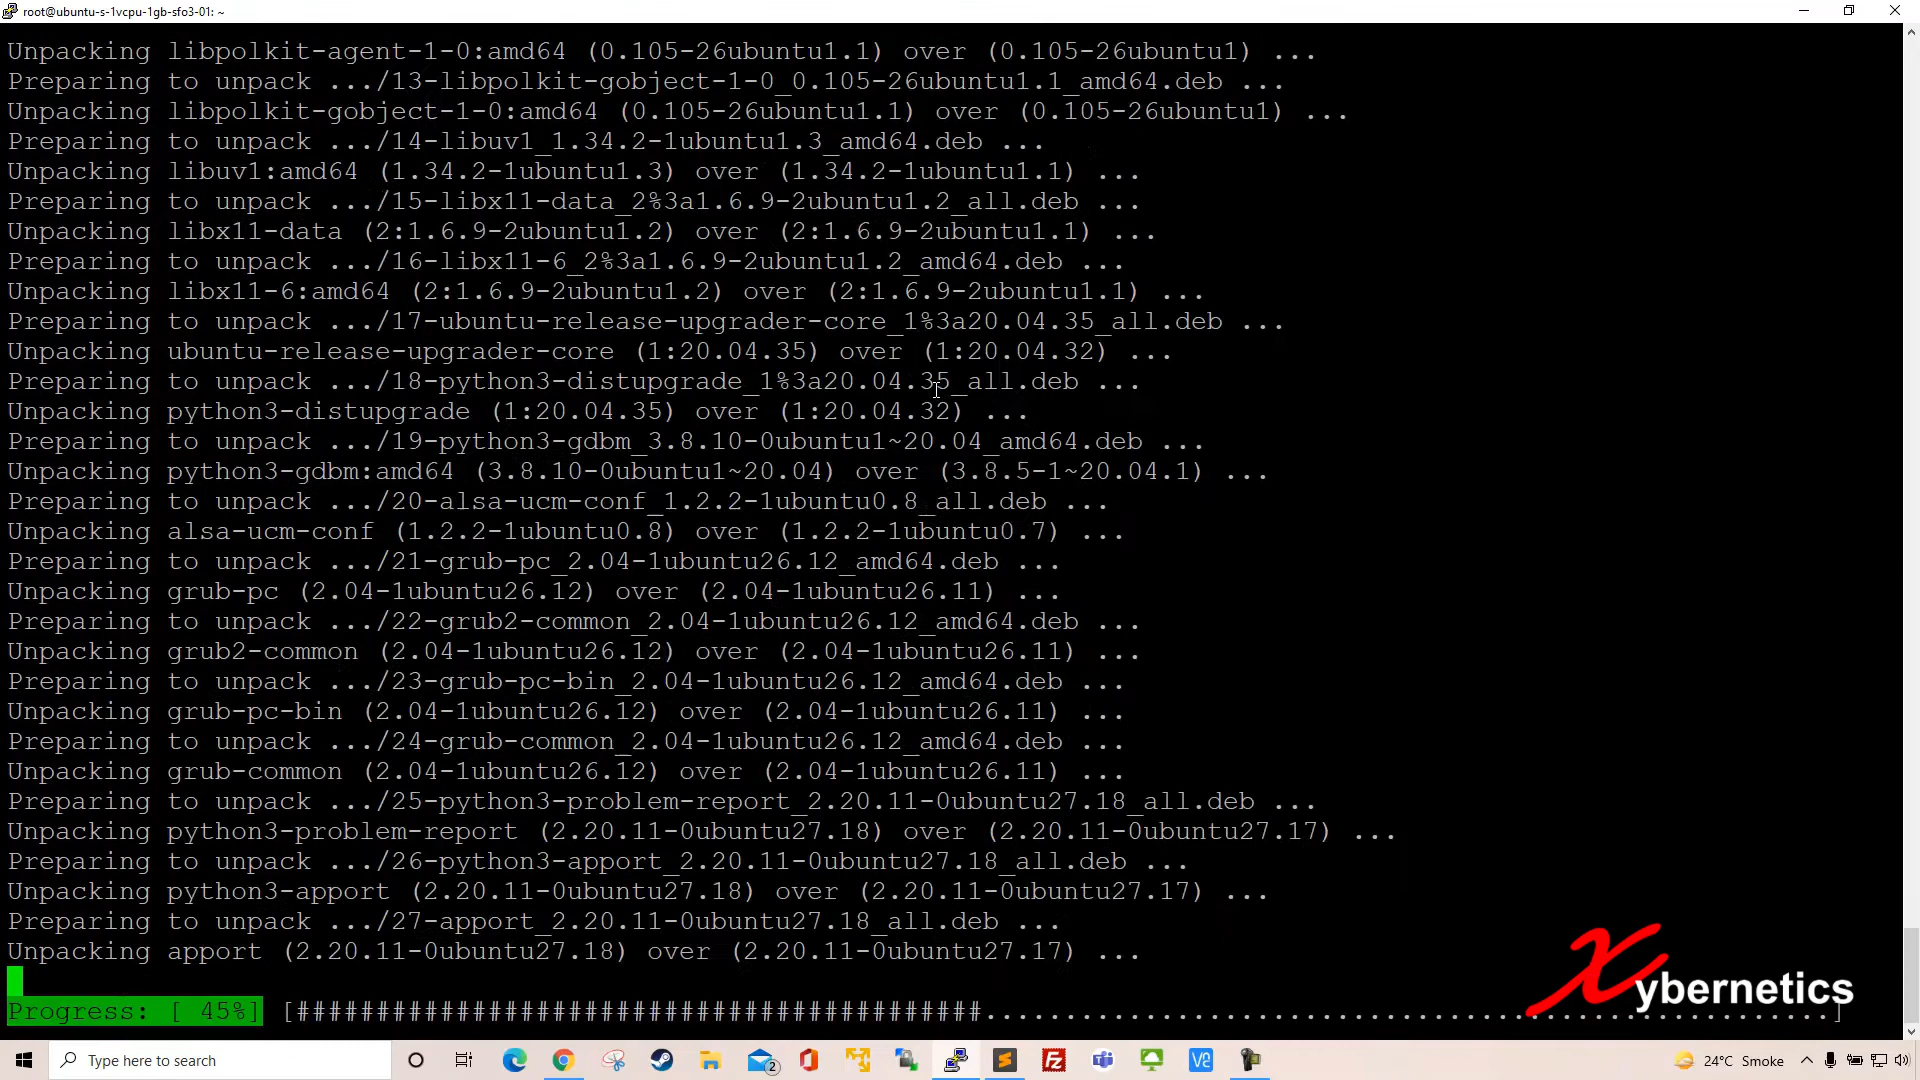 root@ubuntu-s-1vcpu-1gb-sfo3-01: ~
Unpacking libpolkit-agent-1-0:amd64 (0.105-26ubuntu1.1) over (0.105-26ubuntu1) ...
Preparing to unpack .../13-libpolkit-gobject-1-0_0.105-26ubuntu1.1_amd64.deb ...
Unpacking libpolkit-gobject-1-0:amd64 (0.105-26ubuntu1.1) over (0.105-26ubuntu1) ...
Preparing to unpack .../14-libuv1_1.34.2-1ubuntu1.3_amd64.deb ...
Unpacking libuv1:amd64 (1.34.2-1ubuntu1.3) over (1.34.2-1ubuntu1.1) ...
Preparing to unpack .../15-libx11-data_2%3a1.6.9-2ubuntu1.2_all.deb ...
Unpacking libx11-data (2:1.6.9-2ubuntu1.2) over (2:1.6.9-2ubuntu1.1) ...
Preparing to unpack .../16-libx11-6_2%3a1.6.9-2ubuntu1.2_amd64.deb ...
Unpacking libx11-6:amd64 (2:1.6.9-2ubuntu1.2) over (2:1.6.9-2ubuntu1.1) ...
Preparing to unpack .../17-ubuntu-release-upgrader-core_1%3a20.04.35_all.deb ...
Unpacking ubuntu-release-upgrader-core (1:20.04.35) over (1:20.04.32) ...
Preparing to unpack .../18-python3-distupgrade_1%3a20.04.35_all.deb ...
Unpacking python3-distupgrade (1:20.04.35) over (1:20.04.32) ...
Preparing to unpack .../19-python3-gdbm_3.8.10-0ubuntu1~20.04_amd64.deb ...
Unpacking python3-gdbm:amd64 (3.8.10-0ubuntu1~20.04) over (3.8.5-1~20.04.1) ...
Preparing to unpack .../20-alsa-ucm-conf_1.2.2-1ubuntu0.8_all.deb ...
Unpacking alsa-ucm-conf (1.2.2-1ubuntu0.8) over (1.2.2-1ubuntu0.7) ...
Preparing to unpack .../21-grub-pc_2.04-1ubuntu26.12_amd64.deb ...
Unpacking grub-pc (2.04-1ubuntu26.12) over (2.04-1ubuntu26.11) ...
Preparing to unpack .../22-grub2-common_2.04-1ubuntu26.12_amd64.deb ...
Unpacking grub2-common (2.04-1ubuntu26.12) over (2.04-1ubuntu26.11) ...
Preparing to unpack .../23-grub-pc-bin_2.04-1ubuntu26.12_amd64.deb ...
Unpacking grub-pc-bin (2.04-1ubuntu26.12) over (2.04-1ubuntu26.11) ...
Preparing to unpack .../24-grub-common_2.04-1ubuntu26.12_amd64.deb ...
Unpacking grub-common (2.04-1ubuntu26.12) over (2.04-1ubuntu26.11) ...
Preparing to unpack .../25-python3-problem-report_2.20.11-0ubuntu27.18_all.deb ...
Unpacking python3-problem-report (2.20.11-0ubuntu27.18) over (2.20.11-0ubuntu27.17) ...
Preparing to unpack .../26-python3-apport_2.20.11-0ubuntu27.18_all.deb ...
Unpacking python3-apport (2.20.11-0ubuntu27.18) over (2.20.11-0ubuntu27.17) ...
Preparing to unpack .../27-apport_2.20.11-0ubuntu27.18_all.deb ...
Unpacking apport (2.20.11-0ubuntu27.18) over (2.20.11-0ubuntu27.17) ...
Xybernetics
Progress: [ 45%] [###########################################.....................................................]
Type here to search
2
24°C Smoke